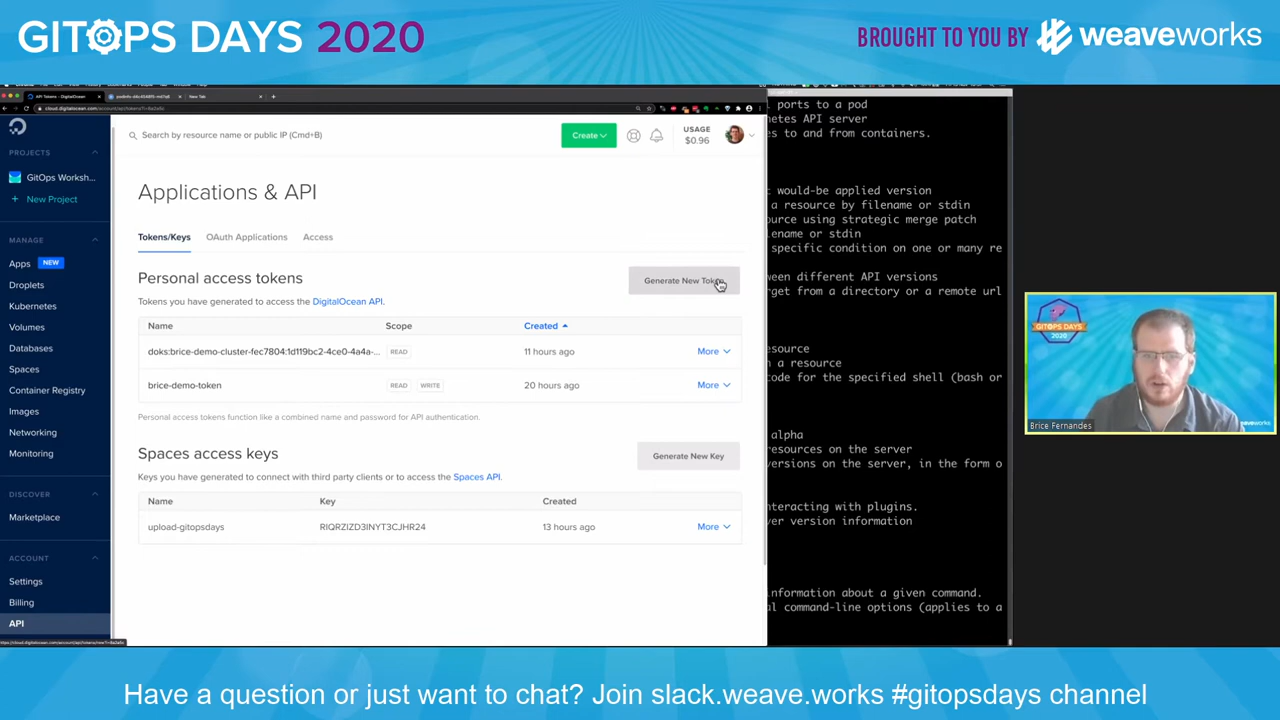 GITOPS DAYS 2020
BROUGHT TO YOU BY weaveworks
API Tokens - DigitalOcean
New Tab
Search by resource name or public IP (Cmd+B)
Create
USAGE
$0.96
PROJECTS
GitOps Worksh...
+ New Project
MANAGE
Apps NEW
Droplets
Kubernetes
Volumes
Databases
Spaces
Container Registry
Images
Networking
Monitoring
DISCOVER
Marketplace
ACCOUNT
Settings
Billing
API
Applications & API
Tokens/Keys OAuth Applications Access
Personal access tokens
Generate New Token
Tokens you have generated to access the DigitalOcean API.
Name Scope Created
doks:brice-demo-cluster-fec7804:1d119bc2-4ce0-4a4a-... READ 11 hours ago More
brice-demo-token READ WRITE 20 hours ago More
Personal access tokens function like a combined name and password for API authentication.
Spaces access keys
Generate New Key
Keys you have generated to connect with third party clients or to access the Spaces API.
Name Key Created
upload-gitopsdays RIQRZIZD3INYT3CJHR24 13 hours ago More
ports to a pod
netes API server
es to and from containers.
t would-be applied version
a resource by filename or stdin
ource using strategic merge patch
lename or stdin
specific condition on one or many re
een different API versions
rget from a directory or a remote url
esource
n a resource
code for the specified shell (bash or
alpha
resources on the server
versions on the server, in the form o
nteracting with plugins.
ver version information
nformation about a given command.
l command-line options (applies to a
GITOPS DAYS
2020
Brice Fernandes
weaveworks
Have a question or just want to chat? Join slack.weave.works #gitopsdays channel